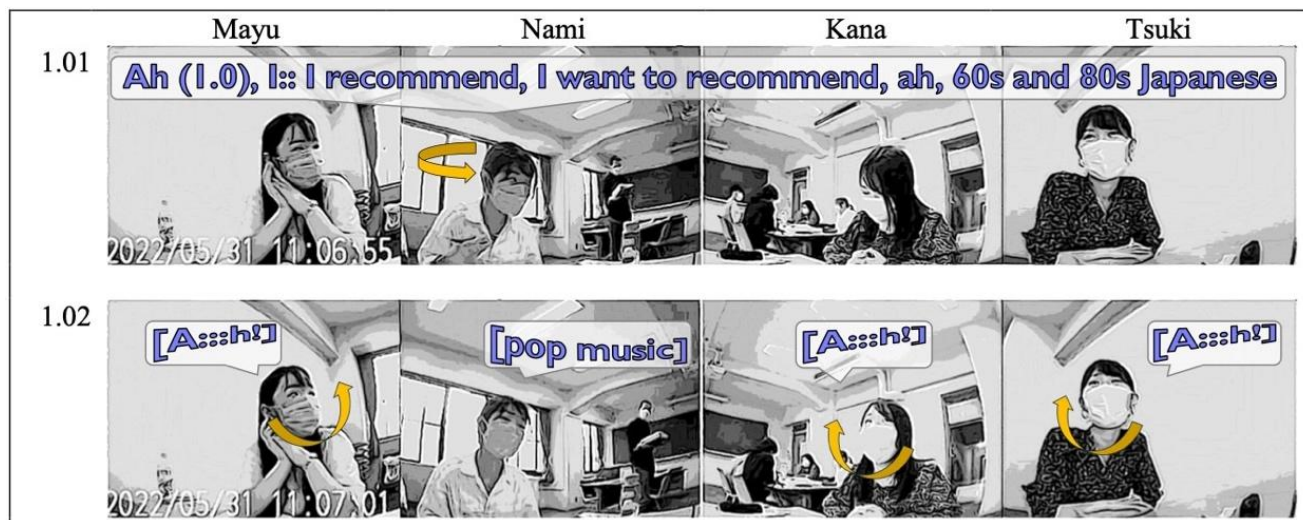 Mayu Nami Kana Tsuki
1.01
Ah (1.0), I:: I recommend, I want to recommend, ah, 60s and 80s Japanese
2022/05/31 11:06:55
1.02
[A:::h!] [pop music] [A:::h!] [A:::h!]
2022/05/31 11:07:01